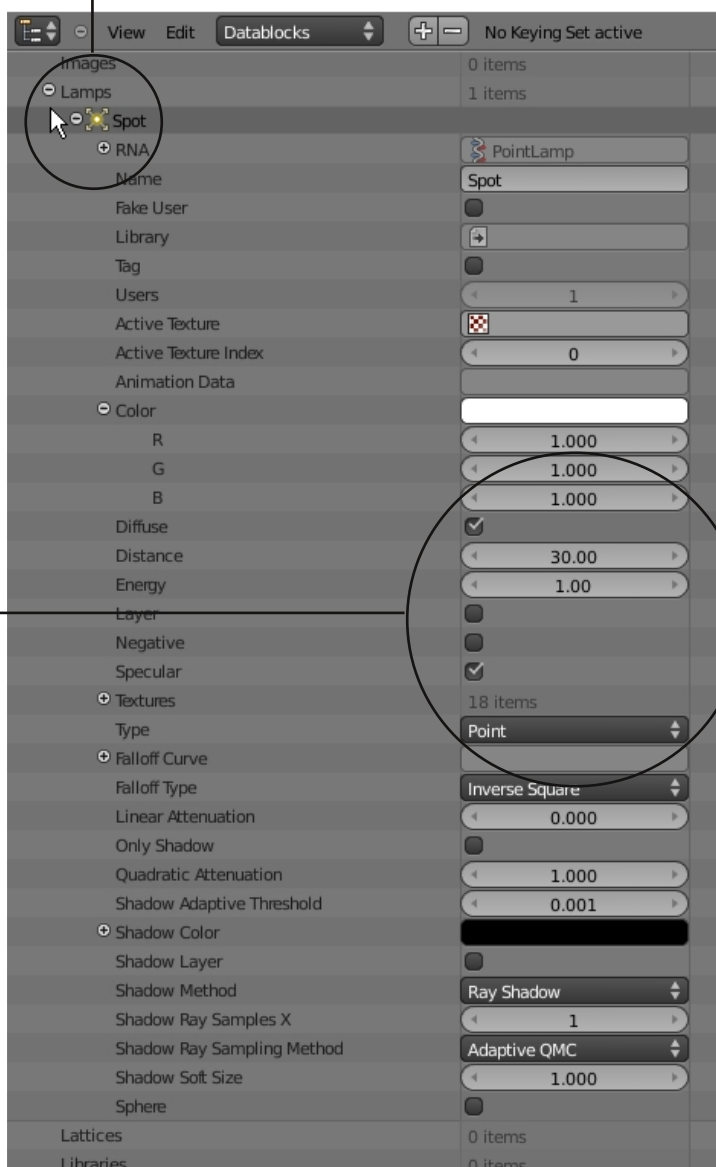 View Edit Datablocks No Keying Set active
Images 0 items
Lamps 1 items
Spot
RNA PointLamp
Name Spot
Fake User
Library
Tag
Users 1
Active Texture
Active Texture Index 0
Animation Data
Color
R 1.000
G 1.000
B 1.000
Diffuse
Distance 30.00
Energy 1.00
Layer
Negative
Specular
Textures 18 items
Type Point
Falloff Curve
Falloff Type Inverse Square
Linear Attenuation 0.000
Only Shadow
Quadratic Attenuation 1.000
Shadow Adaptive Threshold 0.001
Shadow Color
Shadow Layer
Shadow Method Ray Shadow
Shadow Ray Samples X 1
Shadow Ray Sampling Method Adaptive QMC
Shadow Soft Size 1.000
Sphere
Lattices 0 items
Libraries 0 items